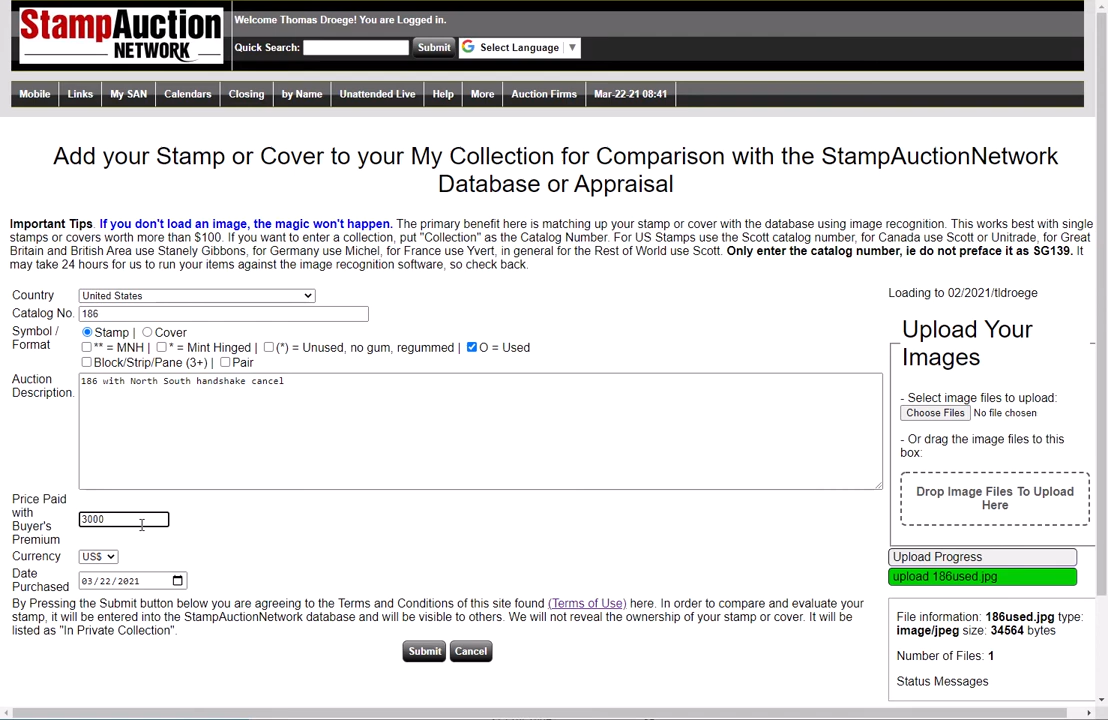 StampAuction
NETWORK
Welcome Thomas Droege! You are Logged in.
Quick Search: Submit Select Language ▼
Mobile Links My SAN Calendars Closing by Name Unattended Live Help More Auction Firms Mar-22-21 08:41
Add your Stamp or Cover to your My Collection for Comparison with the StampAuctionNetwork
Database or Appraisal
Important Tips. If you don't load an image, the magic won't happen. The primary benefit here is matching up your stamp or cover with the database using image recognition. This works best with single
stamps or covers worth more than $100. If you want to enter a collection, put "Collection" as the Catalog Number. For US Stamps use the Scott catalog number, for Canada use Scott or Unitrade, for Great
Britain and British Area use Stanely Gibbons, for Germany use Michel, for France use Yvert, in general for the Rest of World use Scott. Only enter the catalog number, ie do not preface it as SG139. It
may take 24 hours for us to run your items against the image recognition software, so check back.
Country United States
Catalog No. 186
Symbol /
Format
Stamp | Cover
** = MNH | * = Mint Hinged | (*) = Unused, no gum, regummed | O = Used
Block/Strip/Pane (3+) | Pair
Auction
Description.
186 with North South handshake cancel
Price Paid
with
Buyer's
Premium
3000
Currency US$
Date
Purchased
03/22/2021
By Pressing the Submit button below you are agreeing to the Terms and Conditions of this site found (Terms of Use) here. In order to compare and evaluate your
stamp, it will be entered into the StampAuctionNetwork database and will be visible to others. We will not reveal the ownership of your stamp or cover. It will be
listed as "In Private Collection".
Submit Cancel
Loading to 02/2021/tldroege
Upload Your
Images
- Select image files to upload:
Choose Files No file chosen
- Or drag the image files to this
box:
Drop Image Files To Upload
Here
Upload Progress
upload 186used.jpg
File information: 186used.jpg type:
image/jpeg size: 34564 bytes
Number of Files: 1
Status Messages